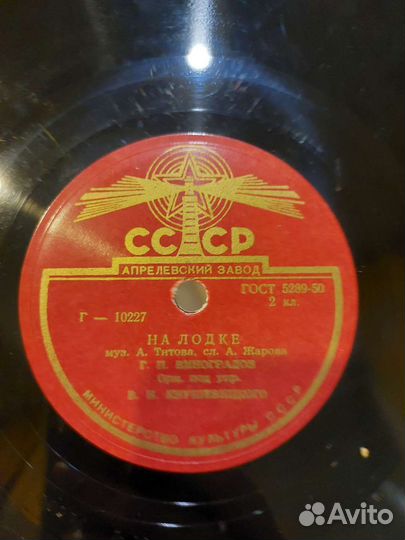 СССР
АПРЕЛЕВСКИЙ ЗАВОД
ГОСТ 5289-50
2 кл.
Г — 10227
НА ЛОДКЕ
муз. А. Титова, сл. А. Жарова
Г. П. ВИНОГРАДОВ
Орк. под упр.
В. Н. КНУШЕВИЦКОГО
МИНИСТЕРСТВО КУЛЬТУРЫ СССР
Avito